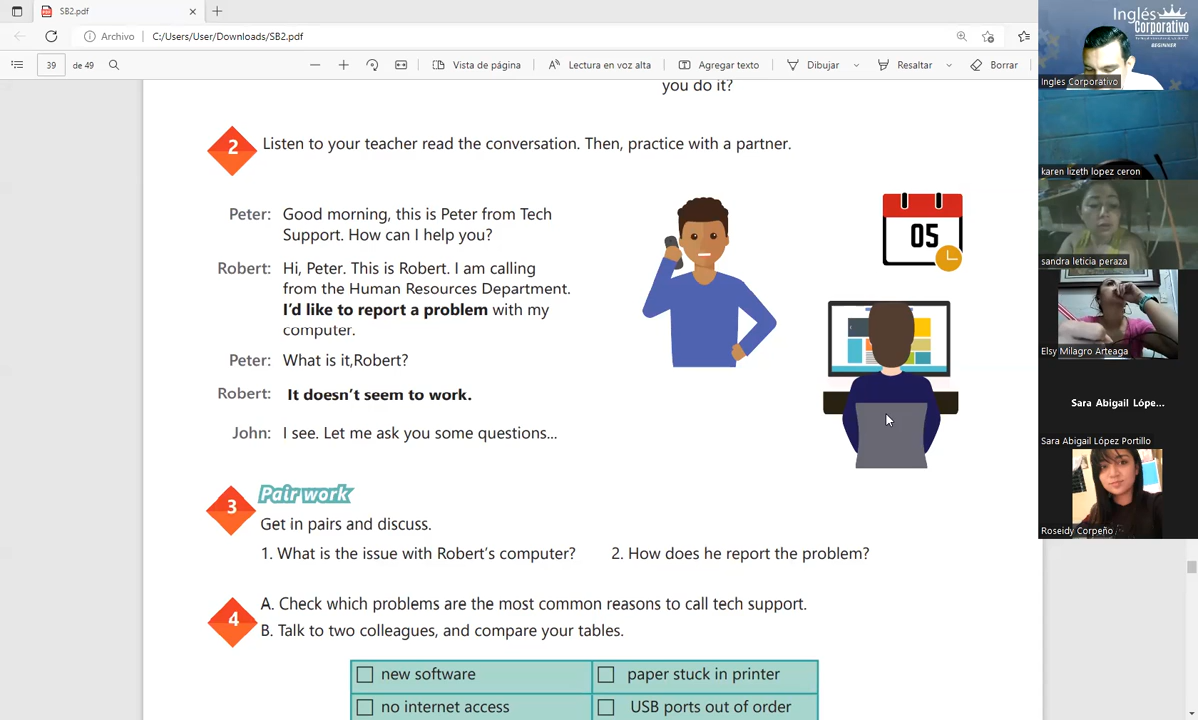 SB2.pdf
Archivo
C:/Users/User/Downloads/SB2.pdf
39
de 49
Vista de página
Lectura en voz alta
Agregar texto
Dibujar
Resaltar
Borrar
you do it?
2
Listen to your teacher read the conversation. Then, practice with a partner.
Peter: Good morning, this is Peter from Tech
Support. How can I help you?
Robert: Hi, Peter. This is Robert. I am calling
from the Human Resources Department.
I'd like to report a problem with my
computer.
Peter: What is it,Robert?
Robert: It doesn't seem to work.
John: I see. Let me ask you some questions...
05
3
Pair work
Get in pairs and discuss.
1. What is the issue with Robert's computer?
2. How does he report the problem?
4
A. Check which problems are the most common reasons to call tech support.
B. Talk to two colleagues, and compare your tables.
new software
paper stuck in printer
no internet access
USB ports out of order
Inglés
Corporativo
BEGINNER
Ingles Corporativo
karen lizeth lopez ceron
sandra leticia peraza
Elsy Milagro Arteaga
Sara Abigail Lópe...
Sara Abigail López Portillo
Roseidy Corpeño